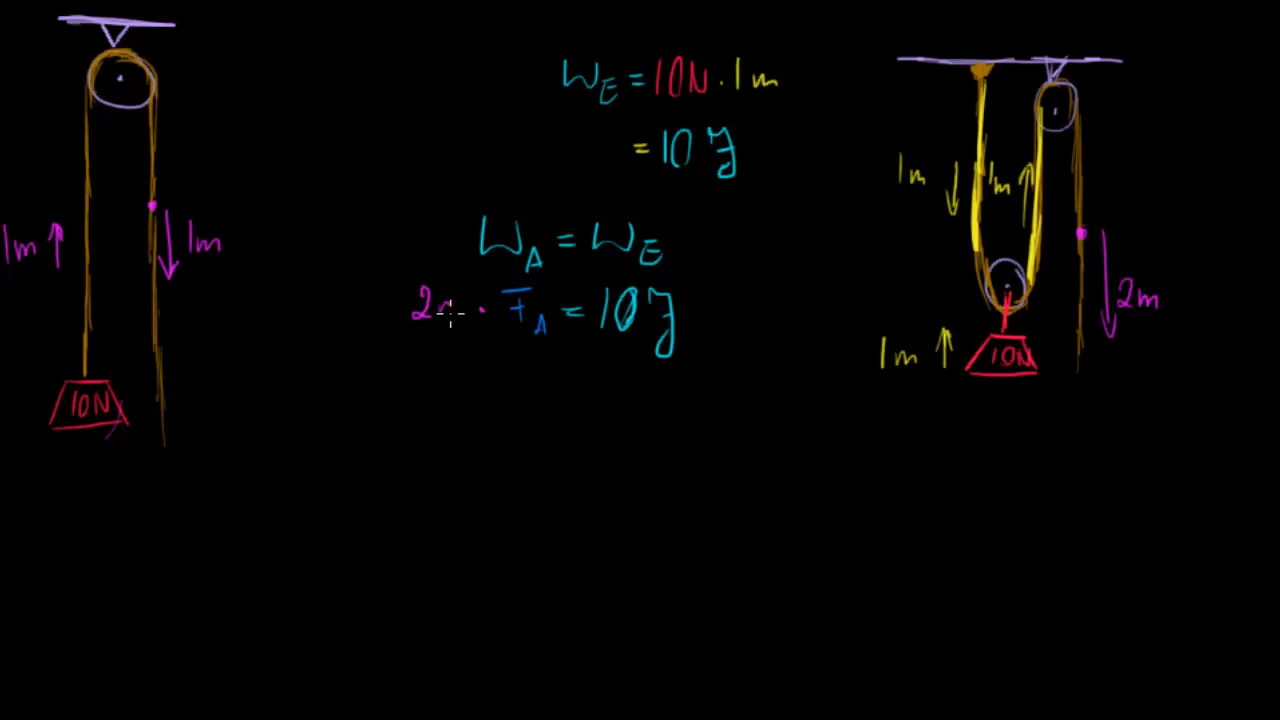 1m
1m
10N
W_E = 10N · 1m
= 10 J
W_A = W_E
2m · F_A = 10 J
1m
1m
2m
1m
10N